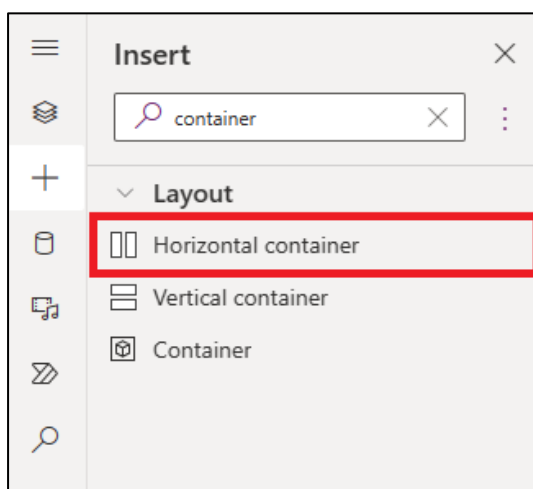 Insert
container
Layout
Horizontal container
Vertical container
Container